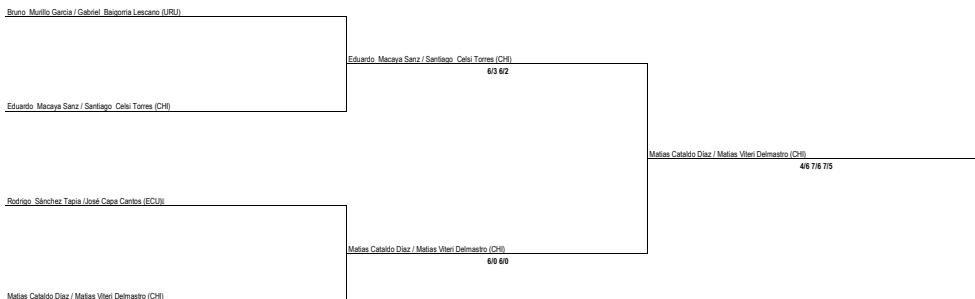 Bruno Murillo Garcia / Gabriel Baigorria Lescano (URU)
Eduardo Macaya Sanz / Santiago Celsi Torres (CHI)
6/3 6/2
Eduardo Macaya Sanz / Santiago Celsi Torres (CHI)
Matias Cataldo Díaz / Matias Viteri Delmastro (CHI)
4/6 7/6 7/5
Rodrigo Sánchez Tapia /José Capa Cantos (ECU)
Matias Cataldo Díaz / Matias Viteri Delmastro (CHI)
6/0 6/0
Matias Cataldo Díaz / Matias Viteri Delmastro (CHI)